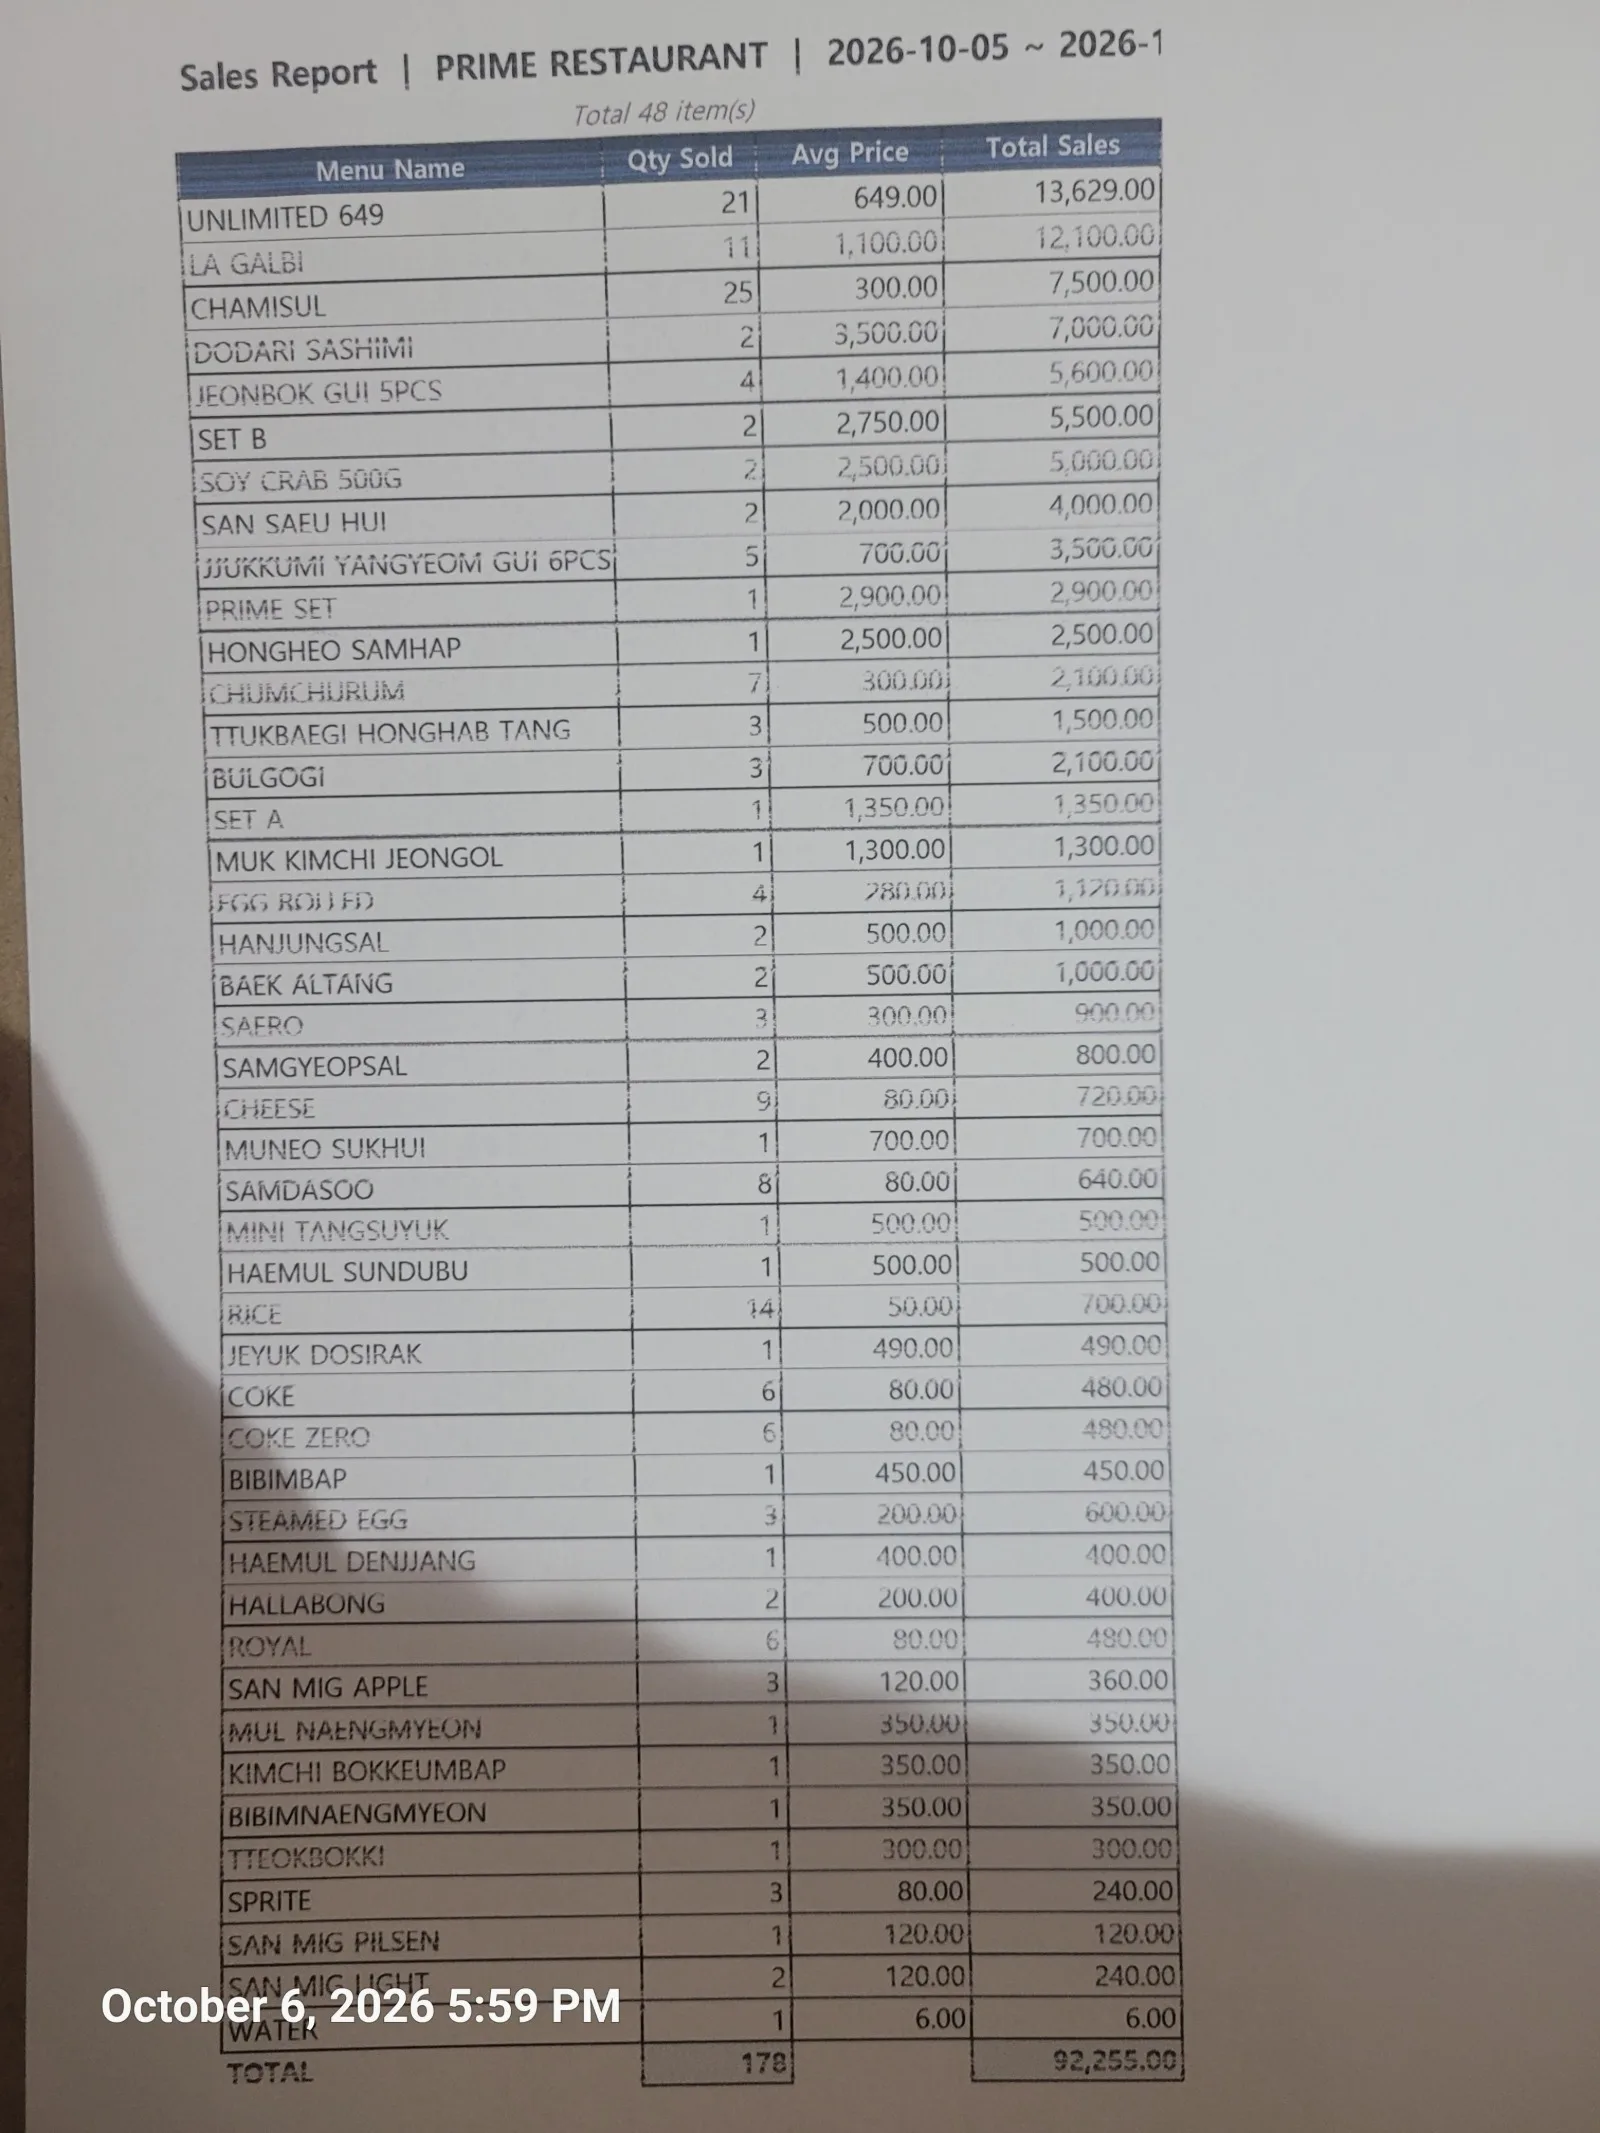 Sales Report | PRIME RESTAURANT | 2026-10-05 ~ 2026-1
Total 48 item(s)
Menu Name Qty Sold Avg Price Total Sales
UNLIMITED 649 21 649.00 13,629.00
LA GALBI 11 1,100.00 12,100.00
CHAMISUL 25 300.00 7,500.00
DODARI SASHIMI 2 3,500.00 7,000.00
JEONBOK GUI 5PCS 4 1,400.00 5,600.00
SET B 2 2,750.00 5,500.00
SOY CRAB 500G 2 2,500.00 5,000.00
SAN SAEU HUI 2 2,000.00 4,000.00
JJUKKUMI YANGYEOM GUI 6PCS 5 700.00 3,500.00
PRIME SET 1 2,900.00 2,900.00
HONGHEO SAMHAP 1 2,500.00 2,500.00
CHUMCHURUM 7 300.00 2,100.00
TTUKBAEGI HONGHAB TANG 3 500.00 1,500.00
BULGOGI 3 700.00 2,100.00
SET A 1 1,350.00 1,350.00
MUK KIMCHI JEONGOL 1 1,300.00 1,300.00
EGG ROLLED 4 280.00 1,120.00
HANJUNGSAL 2 500.00 1,000.00
BAEK ALTANG 2 500.00 1,000.00
SAERO 3 300.00 900.00
SAMGYEOPSAL 2 400.00 800.00
CHEESE 9 80.00 720.00
MUNEO SUKHUI 1 700.00 700.00
SAMDASOO 8 80.00 640.00
MINI TANGSUYUK 1 500.00 500.00
HAEMUL SUNDUBU 1 500.00 500.00
RICE 14 50.00 700.00
JEYUK DOSIRAK 1 490.00 490.00
COKE 6 80.00 480.00
COKE ZERO 6 80.00 480.00
BIBIMBAP 1 450.00 450.00
STEAMED EGG 3 200.00 600.00
HAEMUL DENJJANG 1 400.00 400.00
HALLABONG 2 200.00 400.00
ROYAL 6 80.00 480.00
SAN MIG APPLE 3 120.00 360.00
MUL NAENGMYEON 1 350.00 350.00
KIMCHI BOKKEUMBAP 1 350.00 350.00
BIBIMNAENGMYEON 1 350.00 350.00
TTEOKBOKKI 1 300.00 300.00
SPRITE 3 80.00 240.00
SAN MIG PILSEN 1 120.00 120.00
SAN MIG LIGHT 2 120.00 240.00
October 6, 2026 5:59 PM
WATER 1 6.00 6.00
TOTAL 178 92,255.00